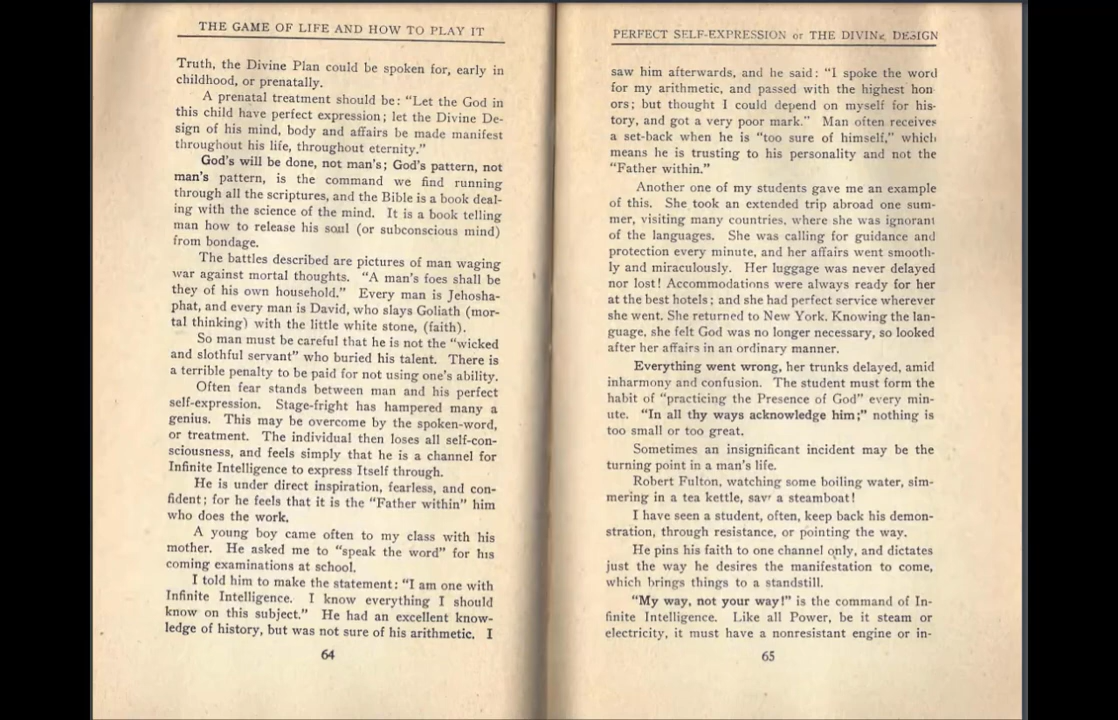 THE GAME OF LIFE AND HOW TO PLAY IT
Truth, the Divine Plan could be spoken for, early in
childhood, or prenatally.
A prenatal treatment should be: "Let the God in
this child have perfect expression; let the Divine De-
sign of his mind, body and affairs be made manifest
throughout his life, throughout eternity."
God's will be done, not man's; God's pattern, not
man's pattern, is the command we find running
through all the scriptures, and the Bible is a book deal-
ing with the science of the mind. It is a book telling
man how to release his soul (or subconscious mind)
from bondage.
The battles described are pictures of man waging
war against mortal thoughts. "A man's foes shall be
they of his own household." Every man is Jehosha-
phat, and every man is David, who slays Goliath (mor-
tal thinking) with the little white stone, (faith).
So man must be careful that he is not the "wicked
and slothful servant" who buried his talent. There is
a terrible penalty to be paid for not using one's ability.
Often fear stands between man and his perfect
self-expression. Stage-fright has hampered many a
genius. This may be overcome by the spoken-word,
or treatment. The individual then loses all self-con-
sciousness, and feels simply that he is a channel for
Infinite Intelligence to express Itself through.
He is under direct inspiration, fearless, and con-
fident; for he feels that it is the "Father within" him
who does the work.
A young boy came often to my class with his
mother. He asked me to "speak the word" for his
coming examinations at school.
I told him to make the statement: "I am one with
Infinite Intelligence. I know everything I should
know on this subject." He had an excellent know-
ledge of history, but was not sure of his arithmetic. I
64
PERFECT SELF-EXPRESSION or THE DIVINE DESIGN
saw him afterwards, and he said: "I spoke the word
for my arithmetic, and passed with the highest hon
ors; but thought I could depend on myself for his-
tory, and got a very poor mark." Man often receives
a set-back when he is "too sure of himself," which
means he is trusting to his personality and not the
"Father within."
Another one of my students gave me an example
of this. She took an extended trip abroad one sum-
mer, visiting many countries, where she was ignorant
of the languages. She was calling for guidance and
protection every minute, and her affairs went smooth-
ly and miraculously. Her luggage was never delayed
nor lost! Accommodations were always ready for her
at the best hotels; and she had perfect service wherever
she went. She returned to New York. Knowing the lan-
guage, she felt God was no longer necessary, so looked
after her affairs in an ordinary manner.
Everything went wrong, her trunks delayed, amid
inharmony and confusion. The student must form the
habit of "practicing the Presence of God" every min-
ute. "In all thy ways acknowledge him;" nothing is
too small or too great.
Sometimes an insignificant incident may be the
turning point in a man's life.
Robert Fulton, watching some boiling water, sim-
mering in a tea kettle, saw a steamboat!
I have seen a student, often, keep back his demon-
stration, through resistance, or pointing the way.
He pins his faith to one channel only, and dictates
just the way he desires the manifestation to come,
which brings things to a standstill.
"My way, not your way!" is the command of In-
finite Intelligence. Like all Power, be it steam or
electricity, it must have a nonresistant engine or in-
65